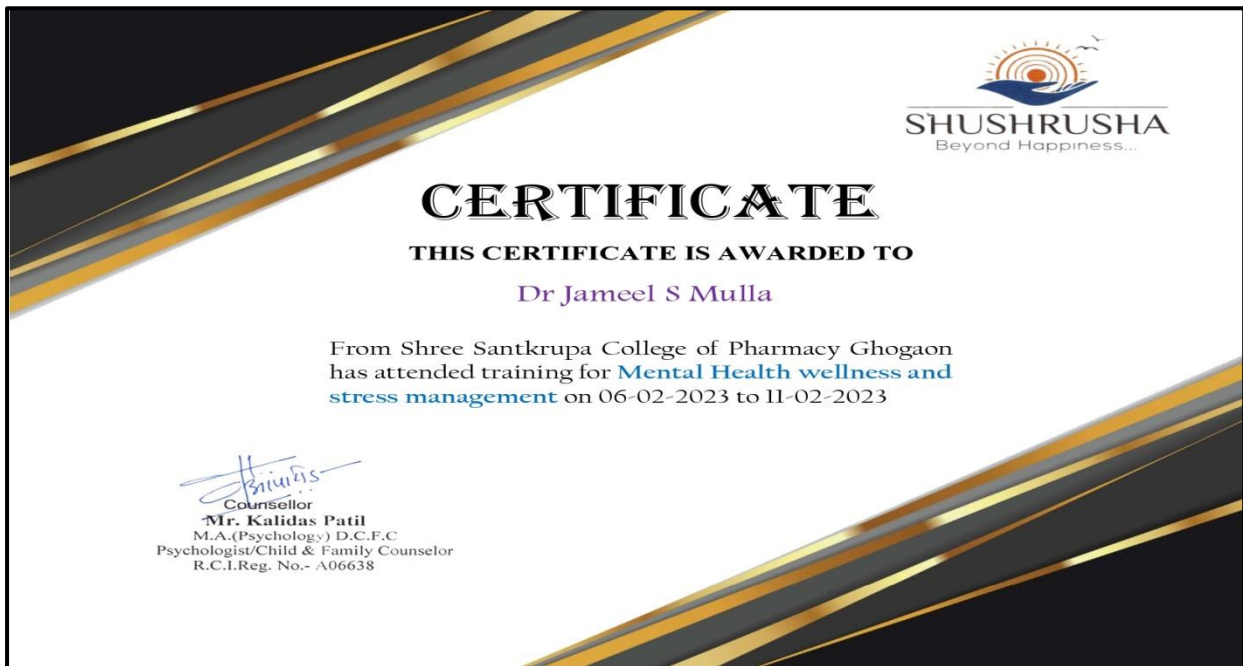 SHUSHRUSHA
Beyond Happiness...
CERTIFICATE
THIS CERTIFICATE IS AWARDED TO
Dr Jameel S Mulla
From Shree Santkrupa College of Pharmacy Ghogaon
has attended training for Mental Health wellness and
stress management on 06-02-2023 to 11-02-2023
Counsellor
Mr. Kalidas Patil
M.A.(Psychology) D.C.F.C
Psychologist/Child & Family Counselor
R.C.I.Reg. No.- A06638